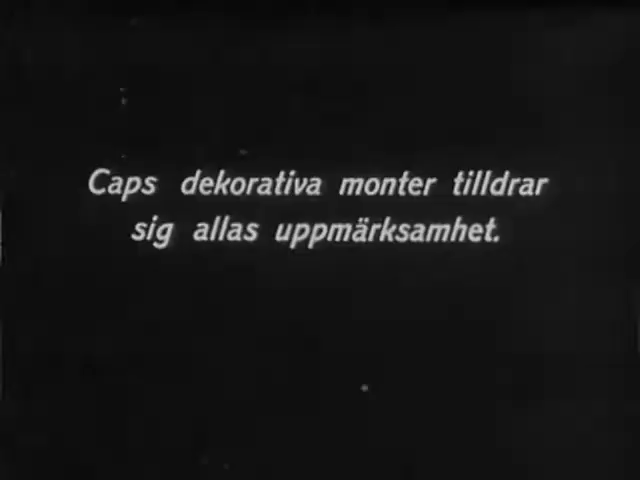 Caps dekorativa monter tilldrar
sig allas uppmärksamhet.